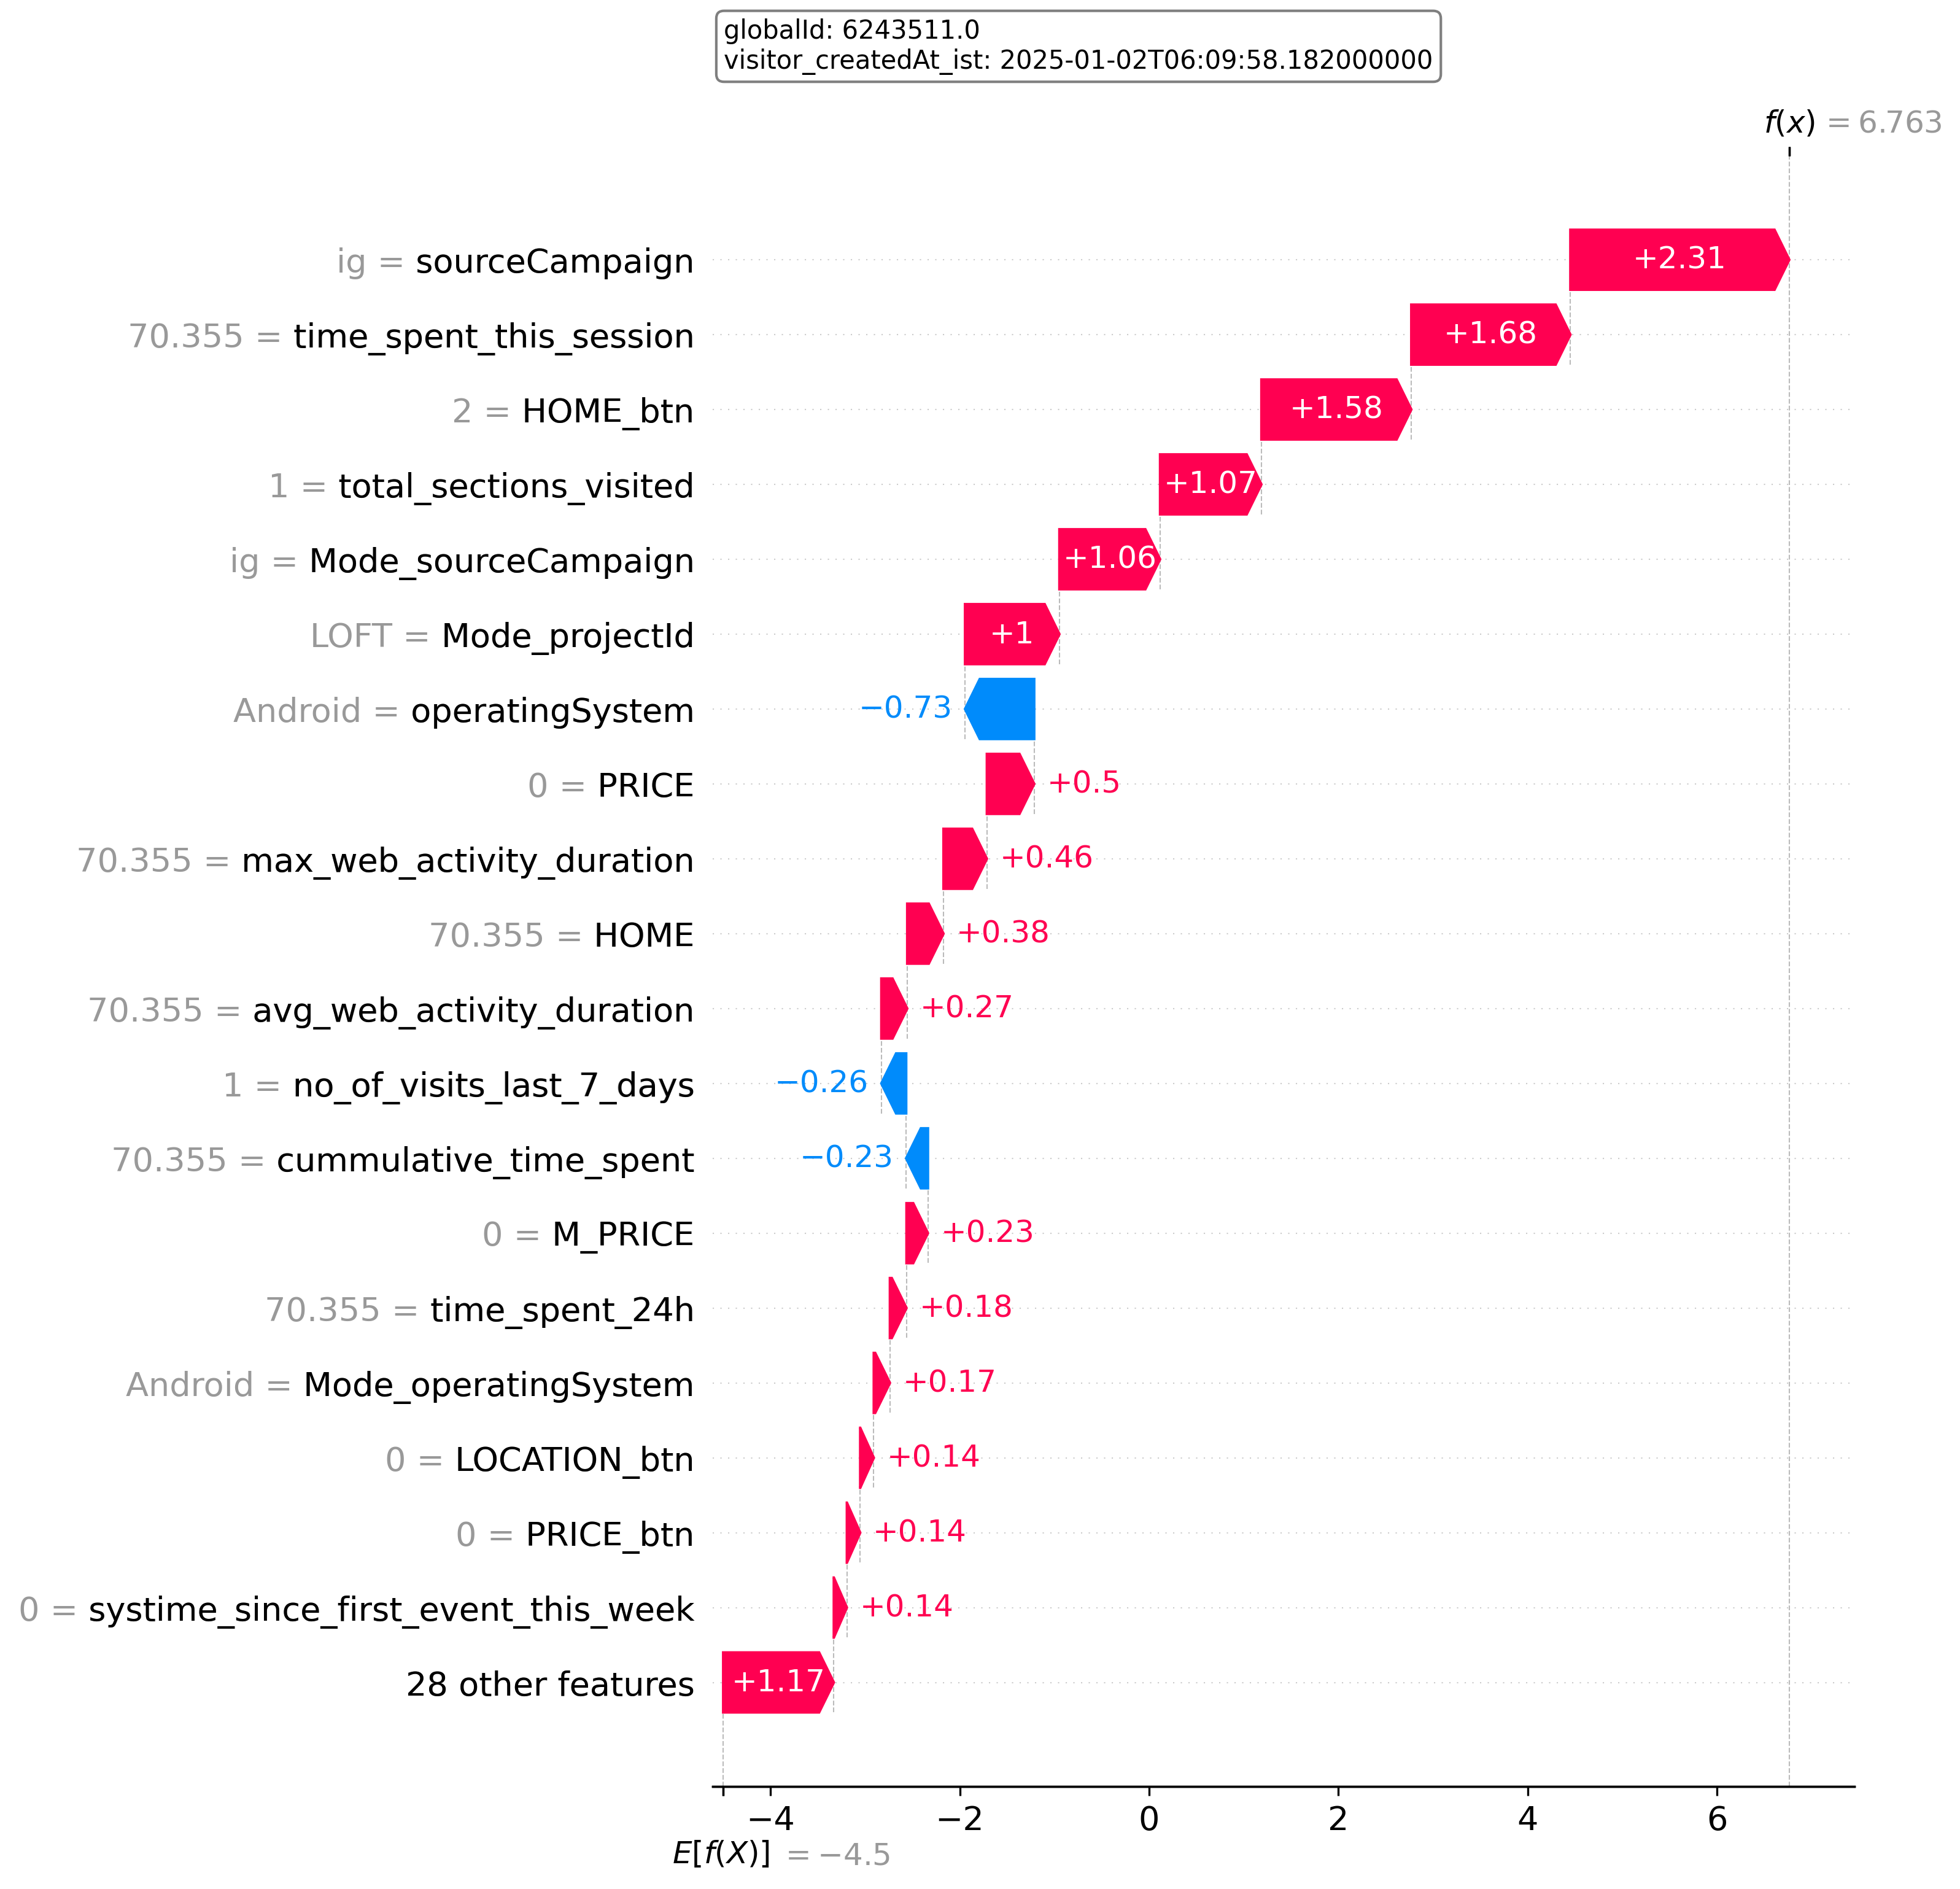 globalId: 6243511.0
visitor_createdAt_ist: 2025-01-02T06:09:58.182000000
f(x) = 6.763
ig = sourceCampaign +2.31
70.355 = time_spent_this_session +1.68
2 = HOME_btn +1.58
1 = total_sections_visited +1.07
ig = Mode_sourceCampaign +1.06
LOFT = Mode_projectId +1
Android = operatingSystem −0.73
0 = PRICE +0.5
70.355 = max_web_activity_duration +0.46
70.355 = HOME +0.38
70.355 = avg_web_activity_duration +0.27
1 = no_of_visits_last_7_days −0.26
70.355 = cummulative_time_spent −0.23
0 = M_PRICE +0.23
70.355 = time_spent_24h +0.18
Android = Mode_operatingSystem +0.17
0 = LOCATION_btn +0.14
0 = PRICE_btn +0.14
0 = systime_since_first_event_this_week +0.14
28 other features +1.17
−4 −2 0 2 4 6
E[f(X)] = −4.5